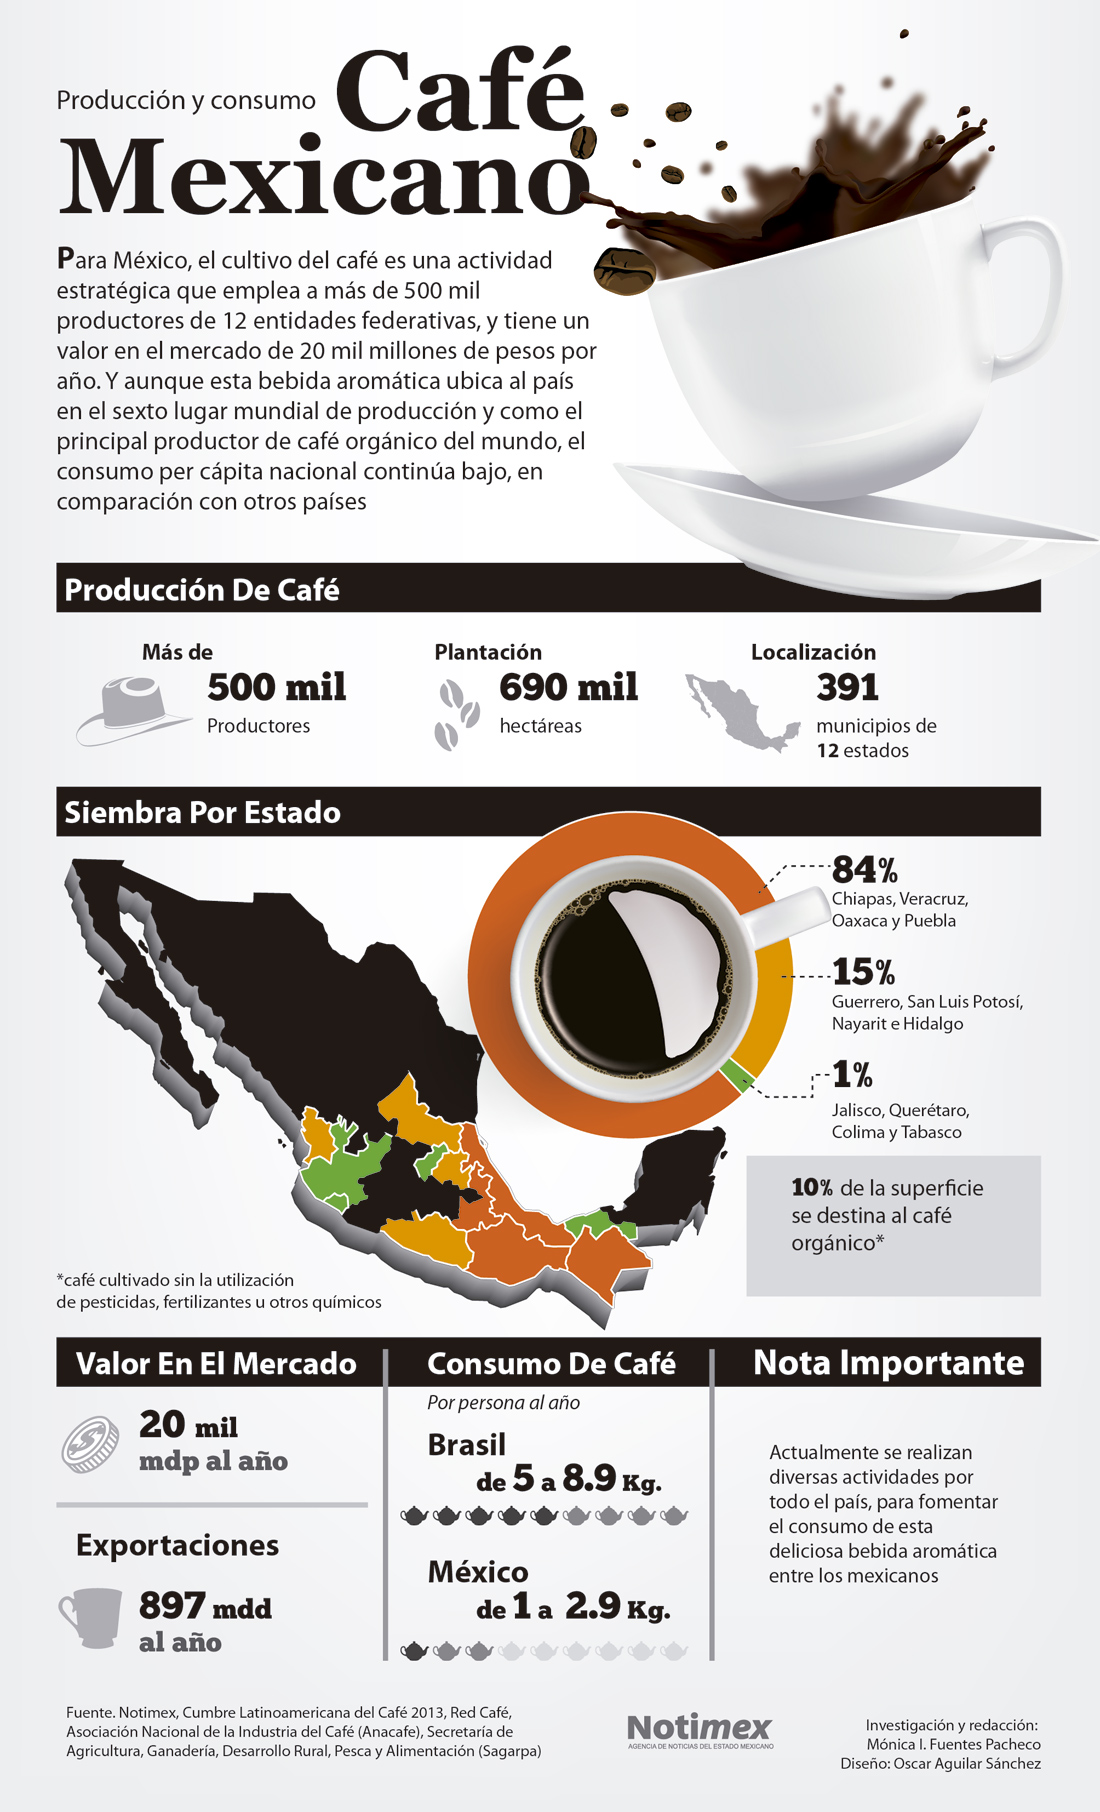 Producción y consumo Café
Mexicano
Para México, el cultivo del café es una actividad
estratégica que emplea a más de 500 mil
productores de 12 entidades federativas, y tiene un
valor en el mercado de 20 mil millones de pesos por
año. Y aunque esta bebida aromática ubica al país
en el sexto lugar mundial de producción y como el
principal productor de café orgánico del mundo, el
consumo per cápita nacional continúa bajo, en
comparación con otros países
Producción De Café
Más de
500 mil
Productores
Plantación
690 mil
hectáreas
Localización
391
municipios de
12 estados
Siembra Por Estado
84%
Chiapas, Veracruz,
Oaxaca y Puebla
15%
Guerrero, San Luis Potosí,
Nayarit e Hidalgo
1%
Jalisco, Querétaro,
Colima y Tabasco
10% de la superficie
se destina al café
orgánico*
*café cultivado sin la utilización
de pesticidas, fertilizantes u otros químicos
Valor En El Mercado
20 mil
mdp al año
Exportaciones
897 mdd
al año
Consumo De Café
Por persona al año
Brasil
de 5 a 8.9 Kg.
México
de 1 a 2.9 Kg.
Nota Importante
Actualmente se realizan
diversas actividades por
todo el país, para fomentar
el consumo de esta
deliciosa bebida aromática
entre los mexicanos
Fuente. Notimex, Cumbre Latinoamericana del Café 2013, Red Café,
Asociación Nacional de la Industria del Café (Anacafe), Secretaría de
Agricultura, Ganadería, Desarrollo Rural, Pesca y Alimentación (Sagarpa)
Notimex
AGENCIA DE NOTICIAS DEL ESTADO MEXICANO
Investigación y redacción:
Mónica I. Fuentes Pacheco
Diseño: Oscar Aguilar Sánchez